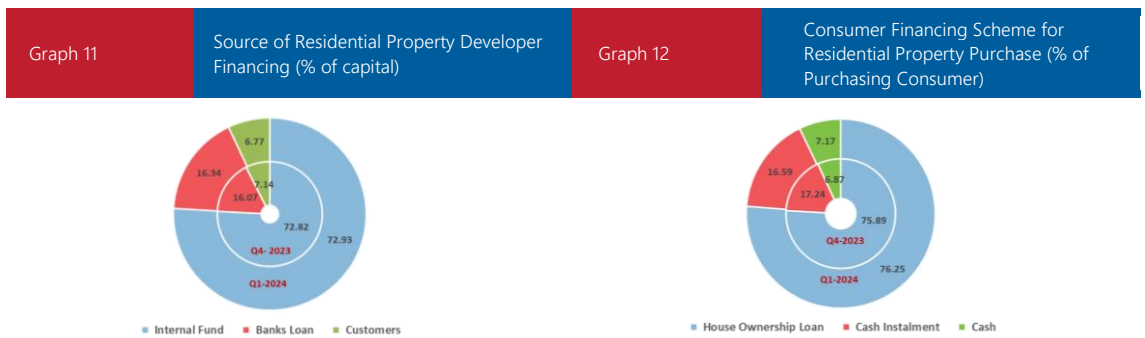 Graph 11
Source of Residential Property Developer
Financing (% of capital)
Graph 12
Consumer Financing Scheme for
Residential Property Purchase (% of
Purchasing Consumer)
6.77
16.34
7.14
16.07
72.82
72.93
Q4- 2023
Q1-2024
Internal Fund
Banks Loan
Customers
7.17
16.59
6.87
17.24
75.89
Q4-2023
76.25
Q1-2024
House Ownership Loan
Cash Instalment
Cash